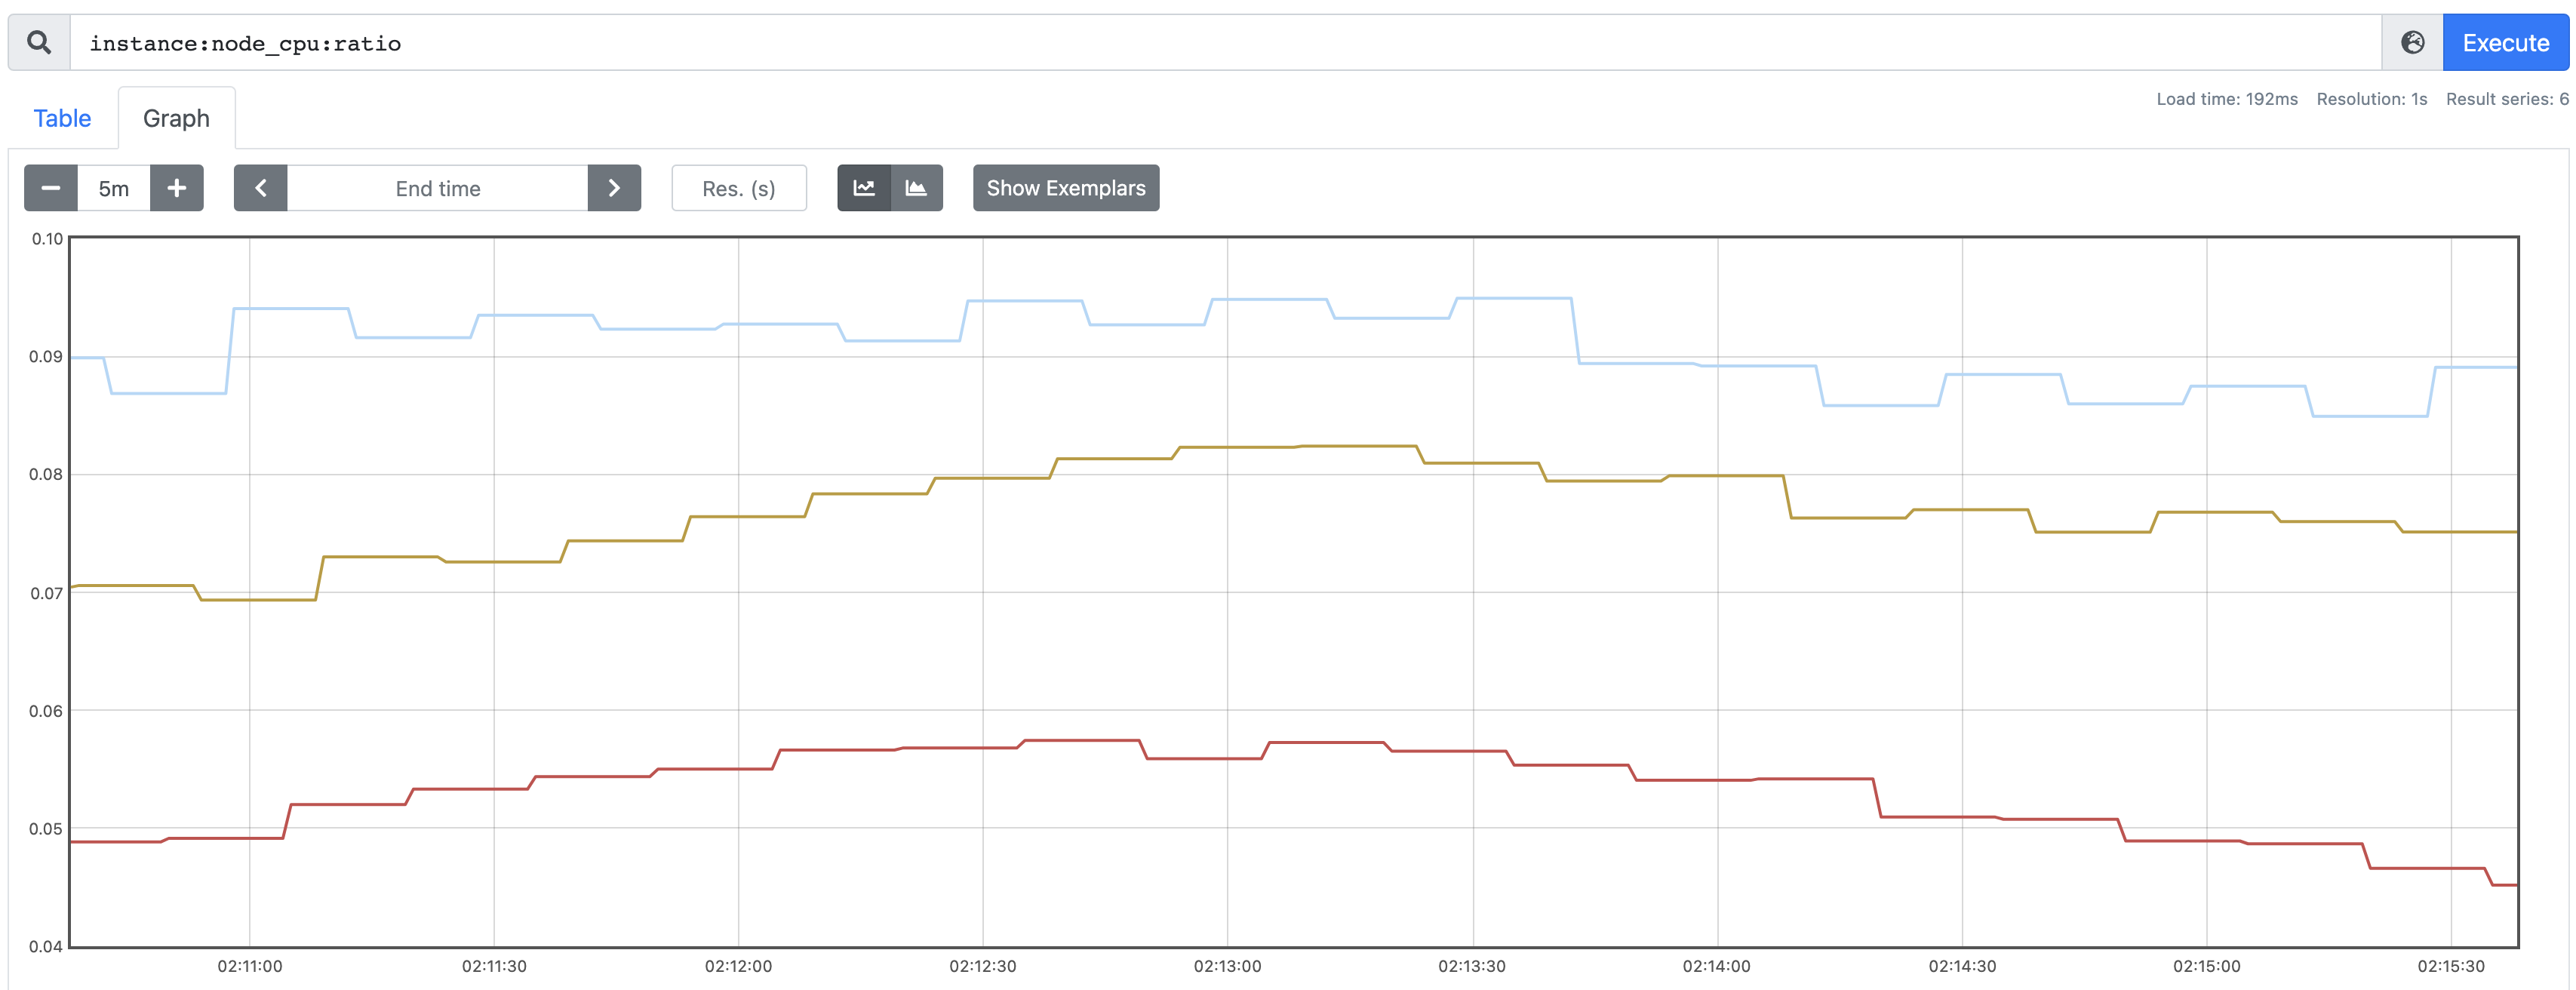 instance:node_cpu:ratio
Execute
Table
Graph
Load time: 192ms Resolution: 1s Result series: 6
5m
End time
Res. (s)
Show Exemplars
0.10
0.09
0.08
0.07
0.06
0.05
0.04
02:11:00 02:11:30 02:12:00 02:12:30 02:13:00 02:13:30 02:14:00 02:14:30 02:15:00 02:15:30